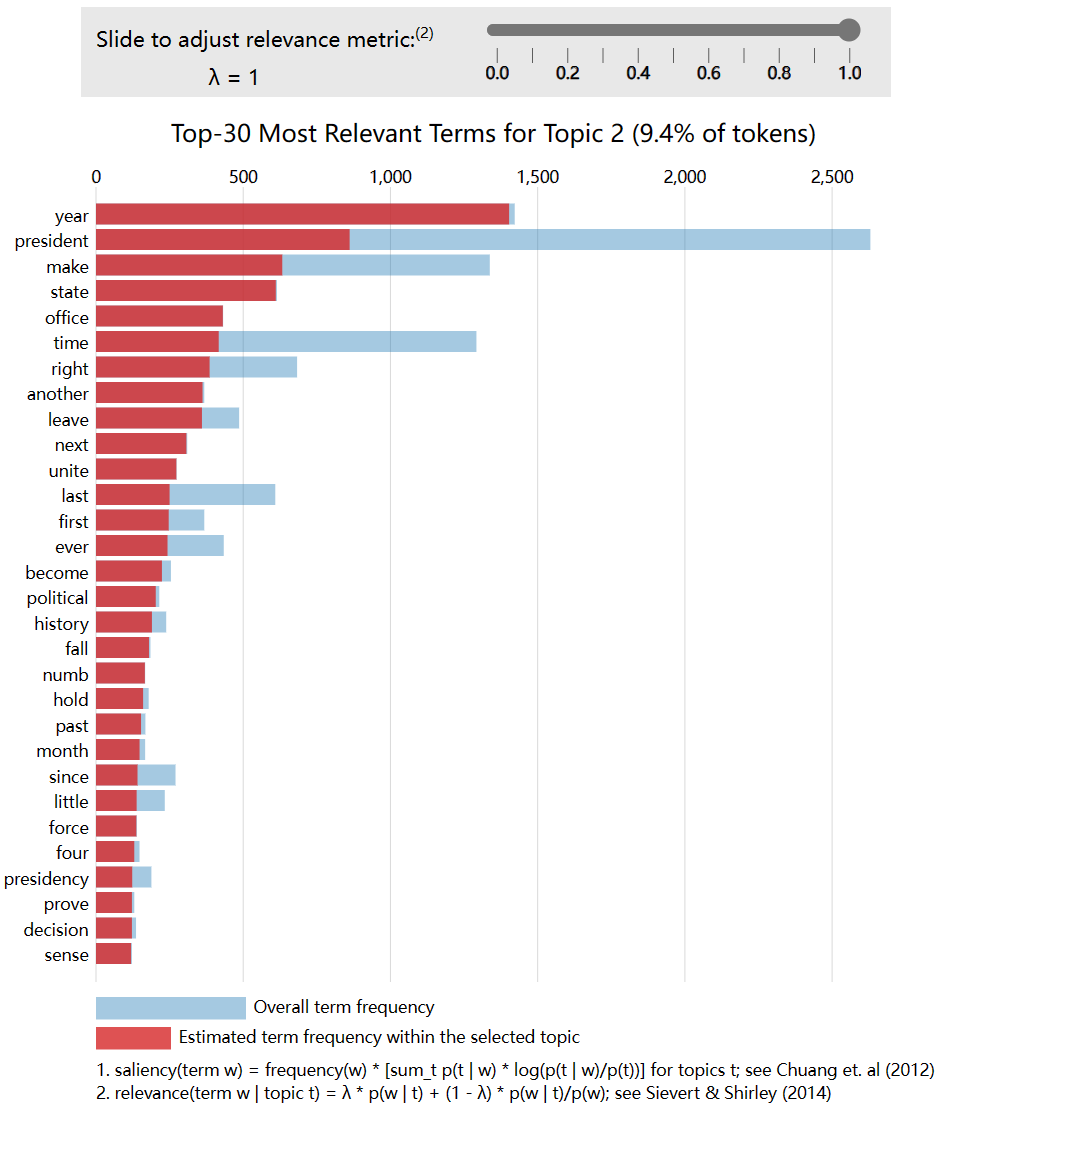 Slide to adjust relevance metric:(2)
λ = 1
0.0 0.2 0.4 0.6 0.8 1.0
Top-30 Most Relevant Terms for Topic 2 (9.4% of tokens)
0 500 1,000 1,500 2,000 2,500
year
president
make
state
office
time
right
another
leave
next
unite
last
first
ever
become
political
history
fall
numb
hold
past
month
since
little
force
four
presidency
prove
decision
sense
Overall term frequency
Estimated term frequency within the selected topic
1. saliency(term w) = frequency(w) * [sum_t p(t | w) * log(p(t | w)/p(t))] for topics t; see Chuang et. al (2012)
2. relevance(term w | topic t) = λ * p(w | t) + (1 - λ) * p(w | t)/p(w); see Sievert & Shirley (2014)